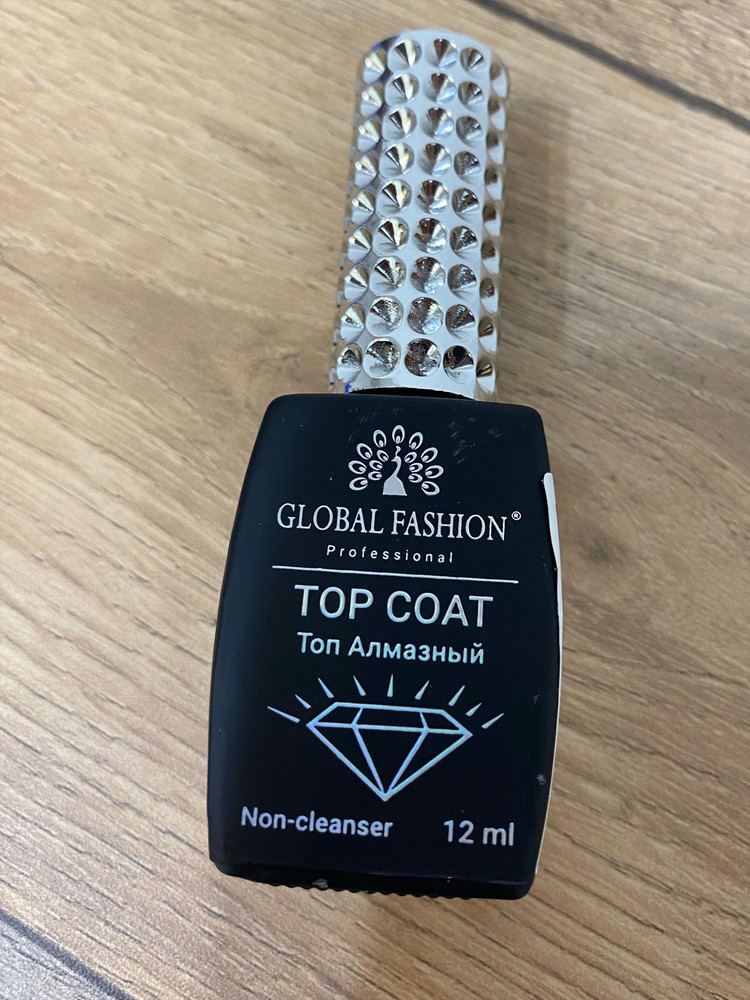 GLOBAL FASHION®
Professional
TOP COAT
Топ Алмазный
Non-cleanser 12 ml